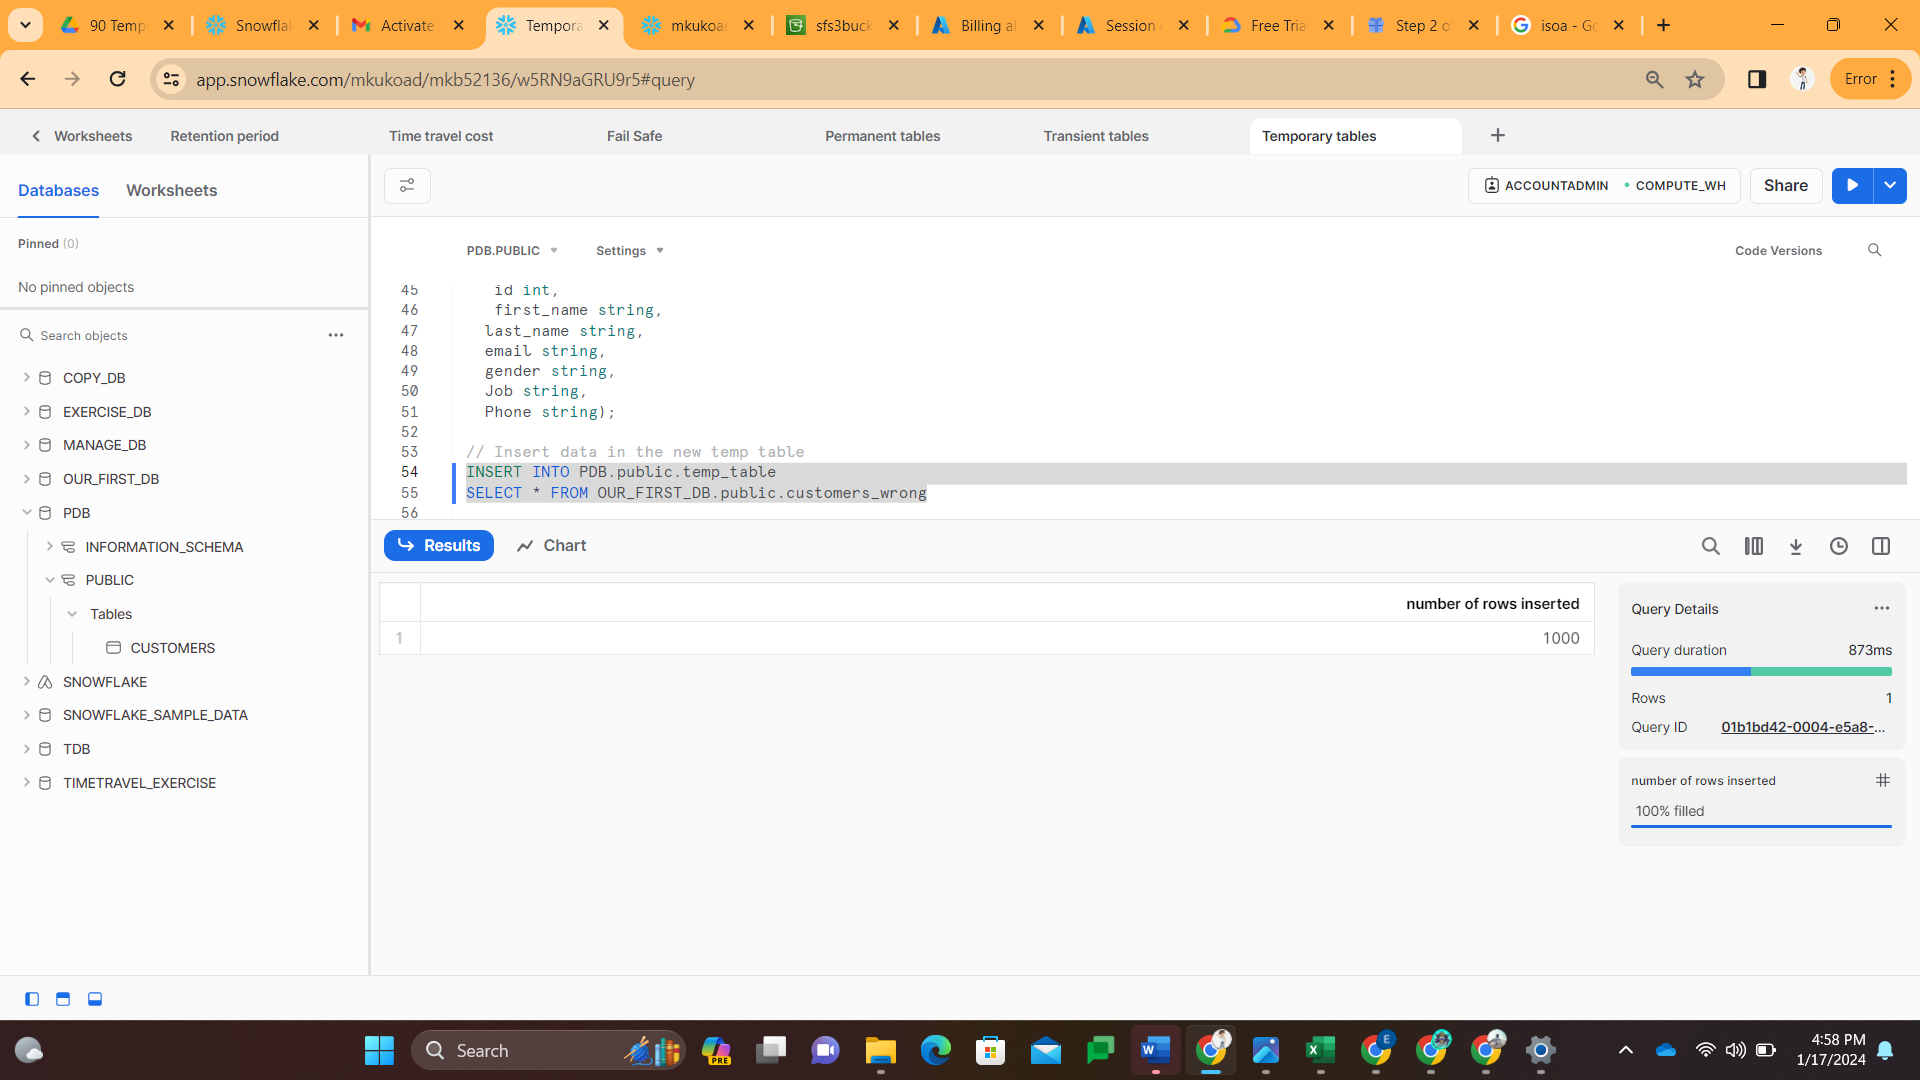 90 Temp
Snowfla
Activate
Tempora
mkukoa
sfs3buck
Billing al
Session
Free Tria
Step 2 o
isoa - Go
app.snowflake.com/mkukoad/mkb52136/w5RN9aGRU9r5#query
Error
Worksheets
Retention period
Time travel cost
Fail Safe
Permanent tables
Transient tables
Temporary tables
Databases
Worksheets
ACCOUNTADMIN
COMPUTE_WH
Share
Pinned (0)
No pinned objects
Search objects
COPY_DB
EXERCISE_DB
MANAGE_DB
OUR_FIRST_DB
PDB
INFORMATION_SCHEMA
PUBLIC
Tables
CUSTOMERS
SNOWFLAKE
SNOWFLAKE_SAMPLE_DATA
TDB
TIMETRAVEL_EXERCISE
PDB.PUBLIC
Settings
Code Versions
45 id int,
46 first_name string,
47 last_name string,
48 email string,
49 gender string,
50 Job string,
51 Phone string);
52
53 // Insert data in the new temp table
54 INSERT INTO PDB.public.temp_table
55 SELECT * FROM OUR_FIRST_DB.public.customers_wrong
56
Results
Chart
number of rows inserted
1 1000
Query Details
Query duration 873ms
Rows 1
Query ID 01b1bd42-0004-e5a8-...
number of rows inserted
100% filled
Search
PRE
E
4:58 PM
1/17/2024